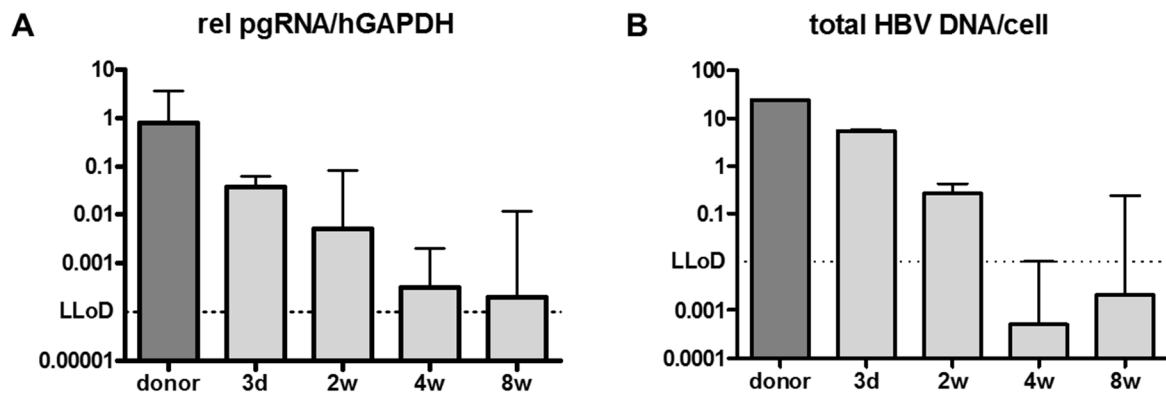 A rel pgRNA/hGAPDH
10
1
0.1
0.01
0.001
LLoD
0.00001
donor 3d 2w 4w 8w
B total HBV DNA/cell
100
10
1
0.1
LLoD
0.001
0.0001
donor 3d 2w 4w 8w